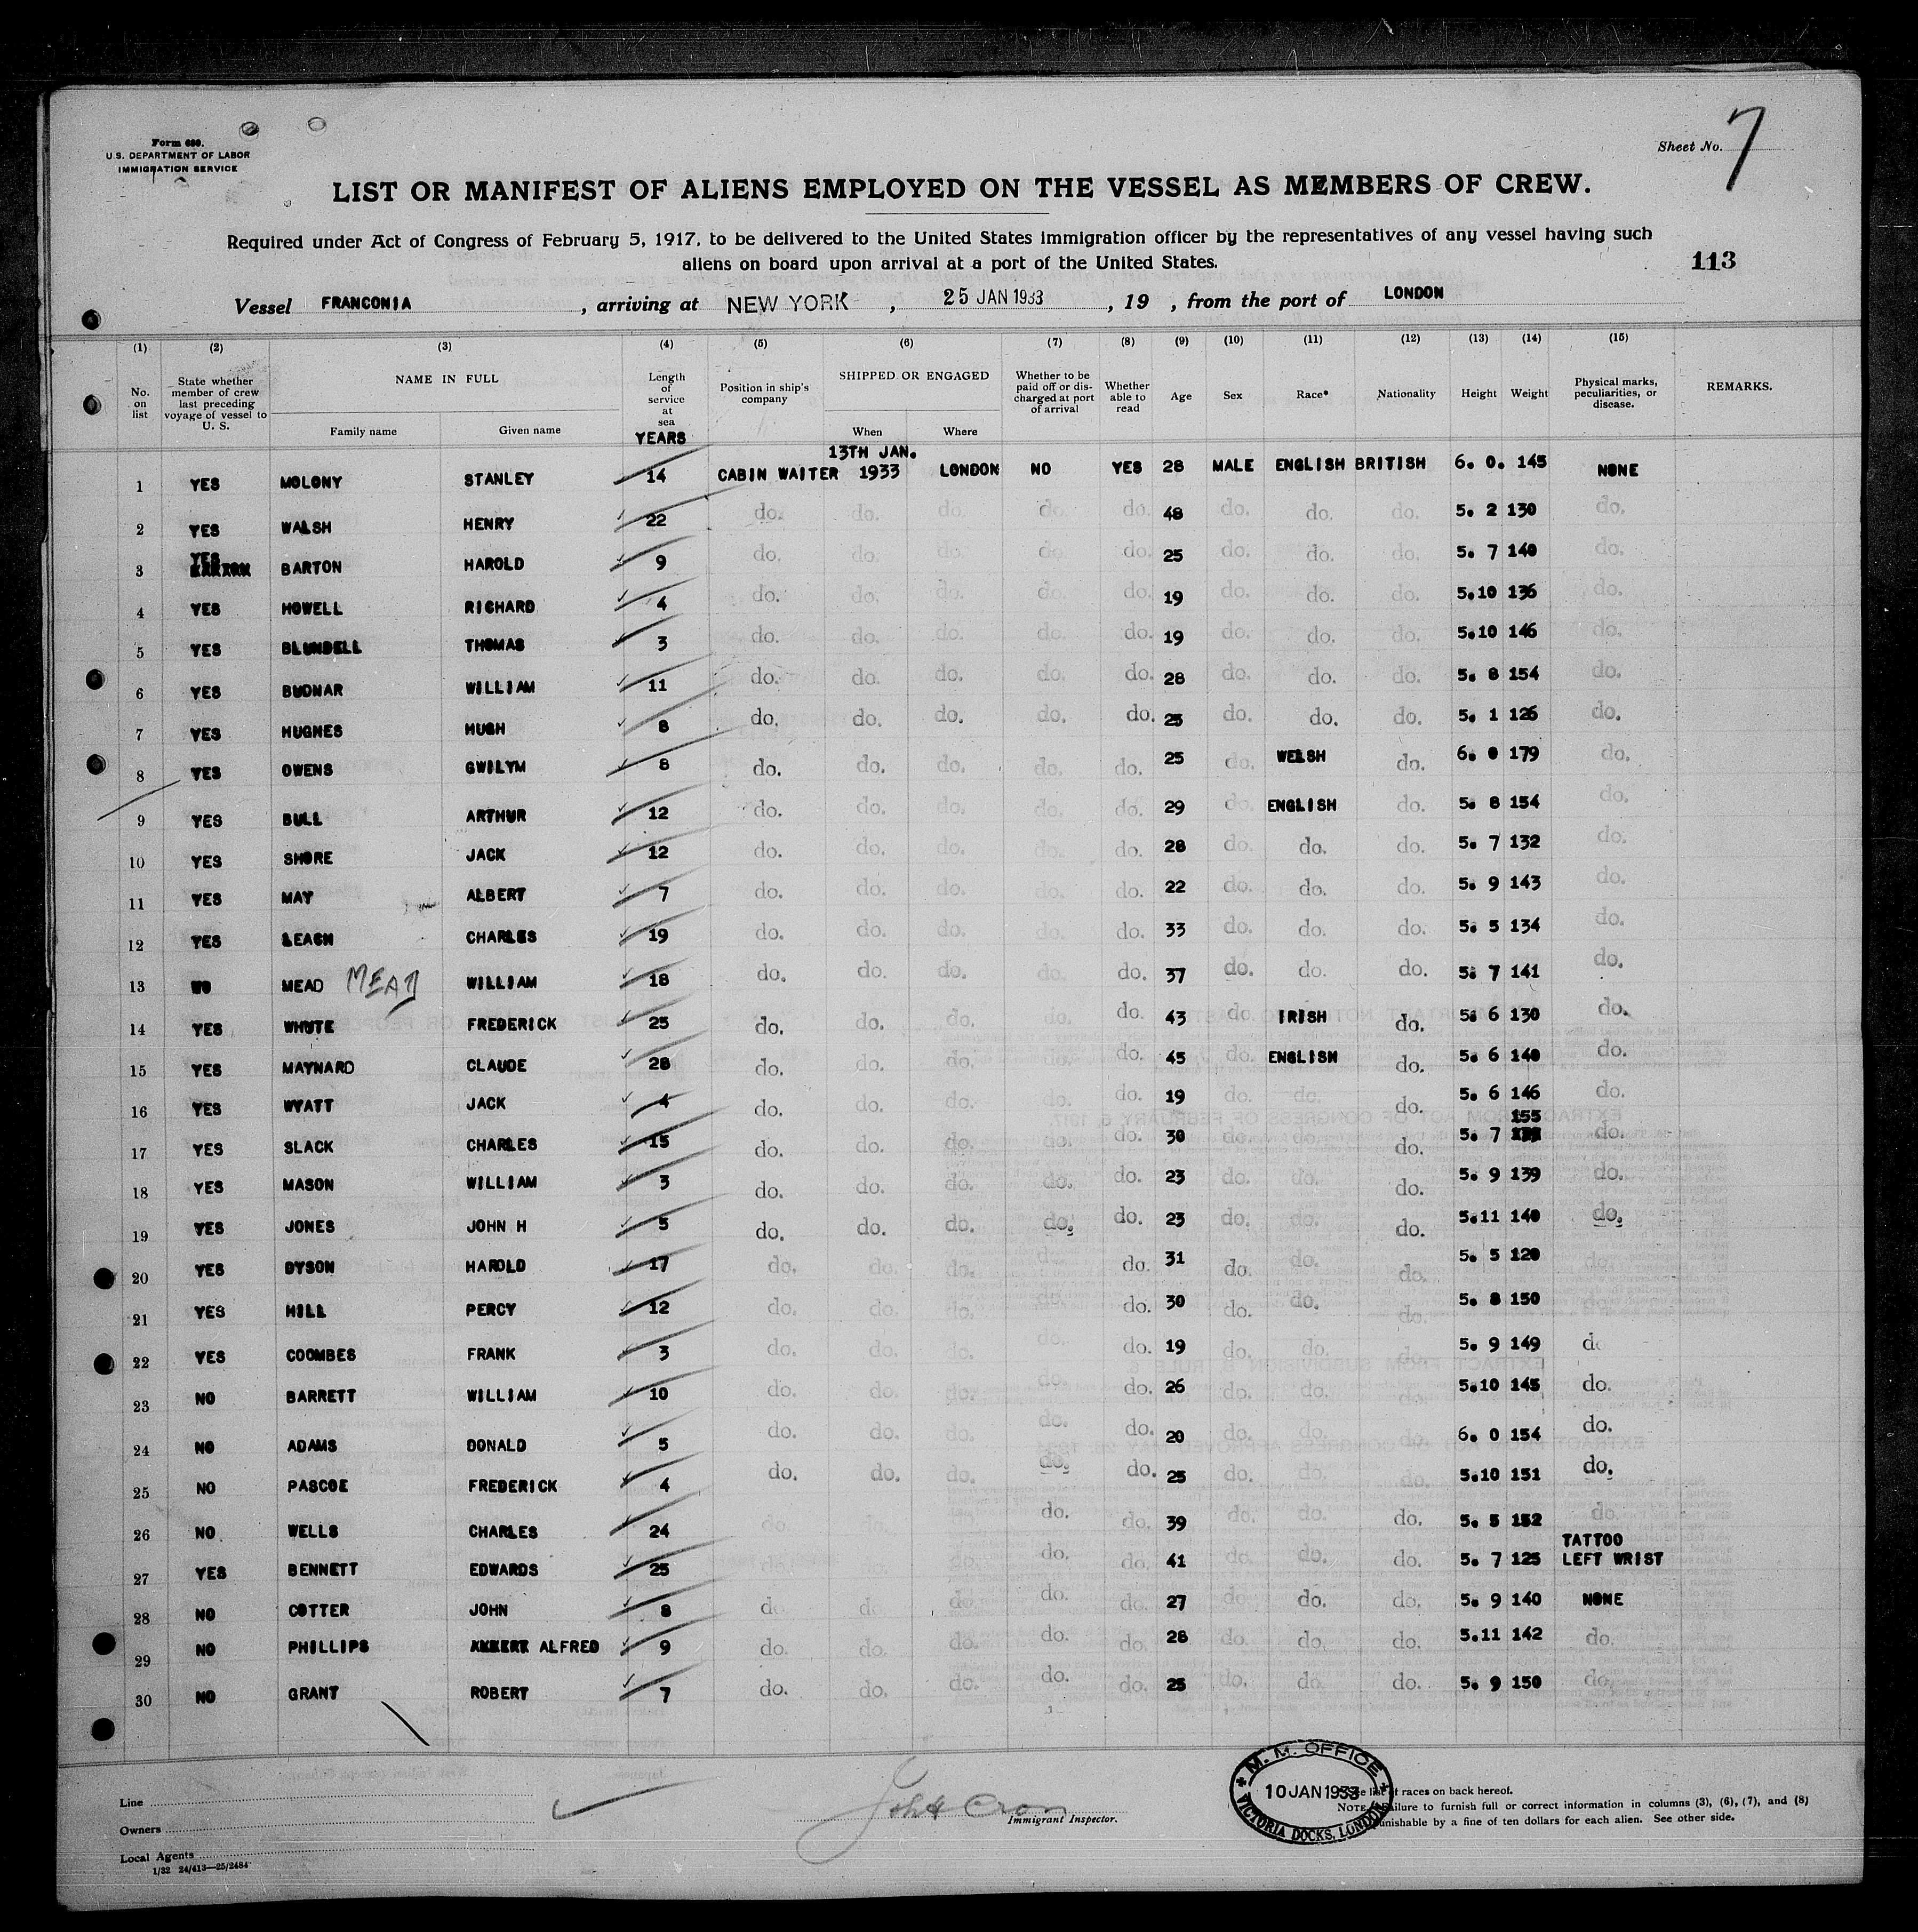 Form 680.
U.S. DEPARTMENT OF LABOR
IMMIGRATION SERVICE
Sheet No. 7
LIST OR MANIFEST OF ALIENS EMPLOYED ON THE VESSEL AS MEMBERS OF CREW.
Required under Act of Congress of February 5, 1917, to be delivered to the United States immigration officer by the representatives of any vessel having such
aliens on board upon arrival at a port of the United States.
113
Vessel FRANCONIA , arriving at NEW YORK , 25 JAN 1933 , 19 , from the port of LONDON
(1) (2) (3) (4) (5) (6) (7) (8) (9) (10) (11) (12) (13) (14) (15)
No. on list State whether member of crew last preceding voyage of vessel to U. S. NAME IN FULL Family name Given name Length of service at sea YEARS Position in ship's company SHIPPED OR ENGAGED When Where Whether to be paid off or discharged at port of arrival Whether able to read Age Sex Race* Nationality Height Weight Physical marks, peculiarities, or disease. REMARKS.
1 YES MOLONY STANLEY 14 CABIN WAITER 13TH JAN. 1933 LONDON NO YES 28 MALE ENGLISH BRITISH 6. 0. 145 NONE
2 YES WALSH HENRY 22 do. do. do. do. do. 48 do. do. do. 5. 2 130 do.
3 YES BARTON HAROLD 9 do. do. do. do. do. 25 do. do. do. 5. 7 140 do.
4 YES HOWELL RICHARD 4 do. do. do. do. do. 19 do. do. do. 5.10 136 do.
5 YES BLUNDELL THOMAS 3 do. do. do. do. do. 19 do. do. do. 5.10 146 do.
6 YES BUDNAR WILLIAM 11 do. do. do. do. do. 28 do. do. do. 5. 8 154 do.
7 YES HUGHES HUGH 8 do. do. do. do. do. 25 do. do. do. 5. 1 126 do.
8 YES OWENS GWILYM 8 do. do. do. do. do. 25 do. WELSH do. 6. 0 179 do.
9 YES BULL ARTHUR 12 do. do. do. do. do. 29 do. ENGLISH do. 5. 8 154 do.
10 YES SHORE JACK 12 do. do. do. do. do. 28 do. do. do. 5. 7 132 do.
11 YES MAY ALBERT 7 do. do. do. do. do. 22 do. do. do. 5. 9 143 do.
12 YES LEACH CHARLES 19 do. do. do. do. do. 33 do. do. do. 5. 5 134 do.
13 NO MEAD MEAD WILLIAM 18 do. do. do. do. do. 37 do. do. do. 5. 7 141 do.
14 YES WHYTE FREDERICK 25 do. do. do. do. do. 43 do. IRISH do. 5. 6 130 do.
15 YES MAYNARD CLAUDE 28 do. do. do. do. do. 45 do. ENGLISH do. 5. 6 140 do.
16 YES WYATT JACK 4 do. do. do. do. do. 19 do. do. do. 5. 6 146 do.
17 YES SLACK CHARLES 15 do. do. do. do. do. 30 do. do. do. 5. 7 155 do.
18 YES MASON WILLIAM 3 do. do. do. do. do. 23 do. do. do. 5. 9 139 do.
19 YES JONES JOHN H 5 do. do. do. do. do. 23 do. do. do. 5.11 140 do.
20 YES DYSON HAROLD 17 do. do. do. do. do. 31 do. do. do. 5. 5 120 do.
21 YES HILL PERCY 12 do. do. do. do. do. 30 do. do. do. 5. 8 150
22 YES COOMBES FRANK 3 do. do. do. do. 19 do. do. do. 5. 9 149 do
23 NO BARRETT WILLIAM 10 do. do. do. do. do. 26 do. do. do. 5.10 145 do.
24 NO ADAMS DONALD 5 do. do. do. do. do. 20 do. do. do. 6. 0 154 do.
25 NO PASCOE FREDERICK 4 do. do. do. do. do. 25 do. do. do. 5.10 151 do.
26 NO WELLS CHARLES 24 do. do. do. 39 do. do. do. 5. 5 152 do.
27 YES BENNETT EDWARDS 25 do. do. 41 do. do. do. 5. 7 125 TATTOO LEFT WRIST
28 NO COTTER JOHN 8 do do. do. do. do. 27 do. do. do. 5. 9 140 NONE
29 NO PHILLIPS ALFRED 9 do. do. do. do. do. 28 do. do. do. 5.11 142 do.
30 NO GRANT ROBERT 7 do. do. do. do. do. 25 do. do. do. 5. 9 150 do.
Line
Owners
Local Agents
1/32 24/413—25/2484
John Cron
Immigrant Inspector.
M. M. OFFICE
10 JAN 1933
VICTORIA DOCKS, LONDON
list of races on back hereof.
NOTE.—Failure to furnish full or correct information in columns (3), (6), (7), and (8)
punishable by a fine of ten dollars for each alien. See other side.